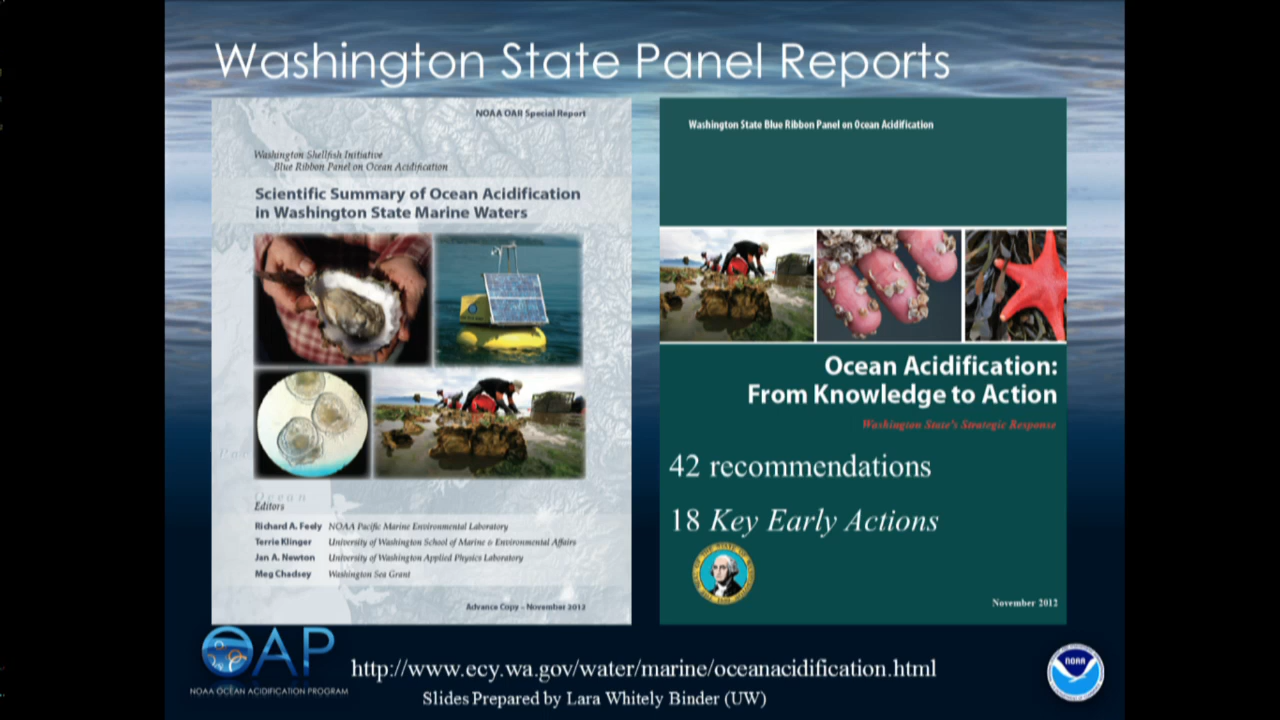 Washington State Panel Reports
NOAA OAR Special Report
Washington Shellfish Initiative
Blue Ribbon Panel on Ocean Acidification
Scientific Summary of Ocean Acidification
in Washington State Marine Waters
Ocean
Editors
Richard A. Feely NOAA Pacific Marine Environmental Laboratory
Terrie Klinger University of Washington School of Marine & Environmental Affairs
Jan A. Newton University of Washington Applied Physics Laboratory
Meg Chadsey Washington Sea Grant
Advance Copy – November 2012
Washington State Blue Ribbon Panel on Ocean Acidification
Ocean Acidification:
From Knowledge to Action
Washington State's Strategic Response
42 recommendations
18 Key Early Actions
November 2012
OAP
NOAA OCEAN ACIDIFICATION PROGRAM
http://www.ecy.wa.gov/water/marine/oceanacidification.html
Slides Prepared by Lara Whitely Binder (UW)
NOAA